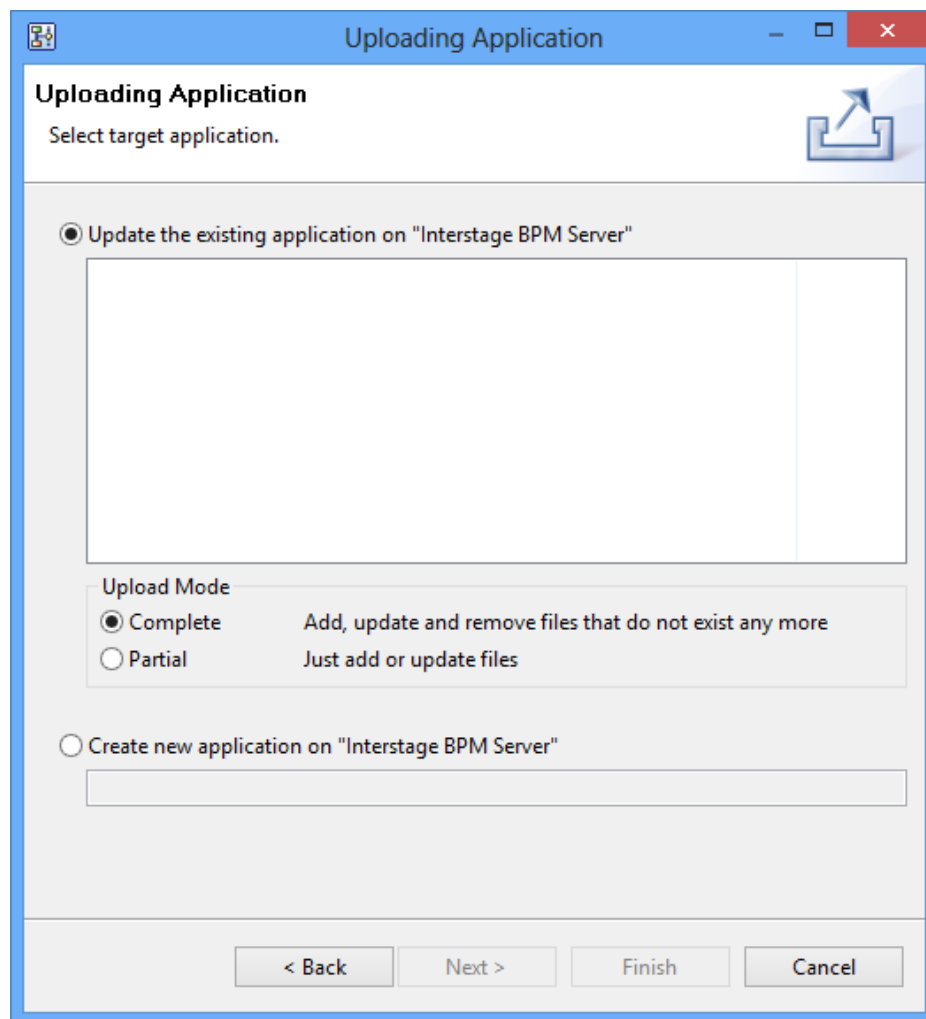 Uploading Application
Uploading Application
Select target application.
Update the existing application on "Interstage BPM Server"
Upload Mode
Complete Add, update and remove files that do not exist any more
Partial Just add or update files
Create new application on "Interstage BPM Server"
< Back Next > Finish Cancel